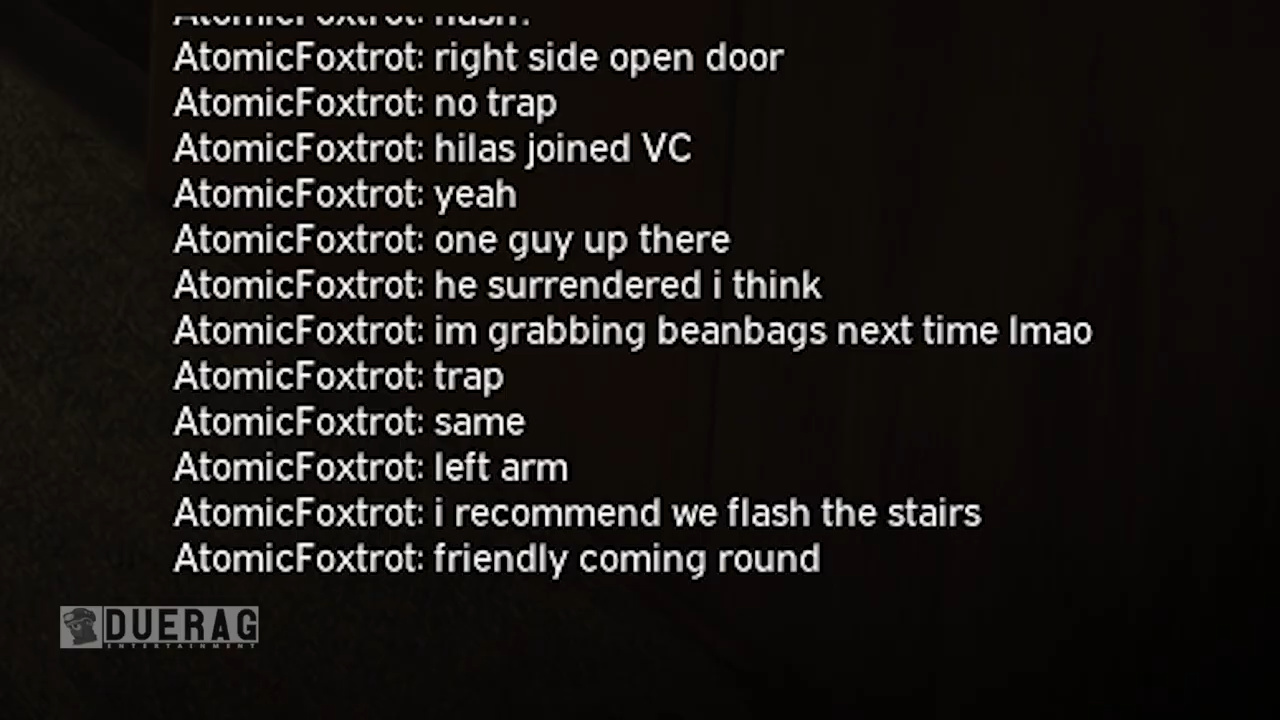 AtomicFoxtrot:
AtomicFoxtrot: right side open door
AtomicFoxtrot: no trap
AtomicFoxtrot: hilas joined VC
AtomicFoxtrot: yeah
AtomicFoxtrot: one guy up there
AtomicFoxtrot: he surrendered i think
AtomicFoxtrot: im grabbing beanbags next time lmao
AtomicFoxtrot: trap
AtomicFoxtrot: same
AtomicFoxtrot: left arm
AtomicFoxtrot: i recommend we flash the stairs
AtomicFoxtrot: friendly coming round
DUERAG
ENTERTAINMENT